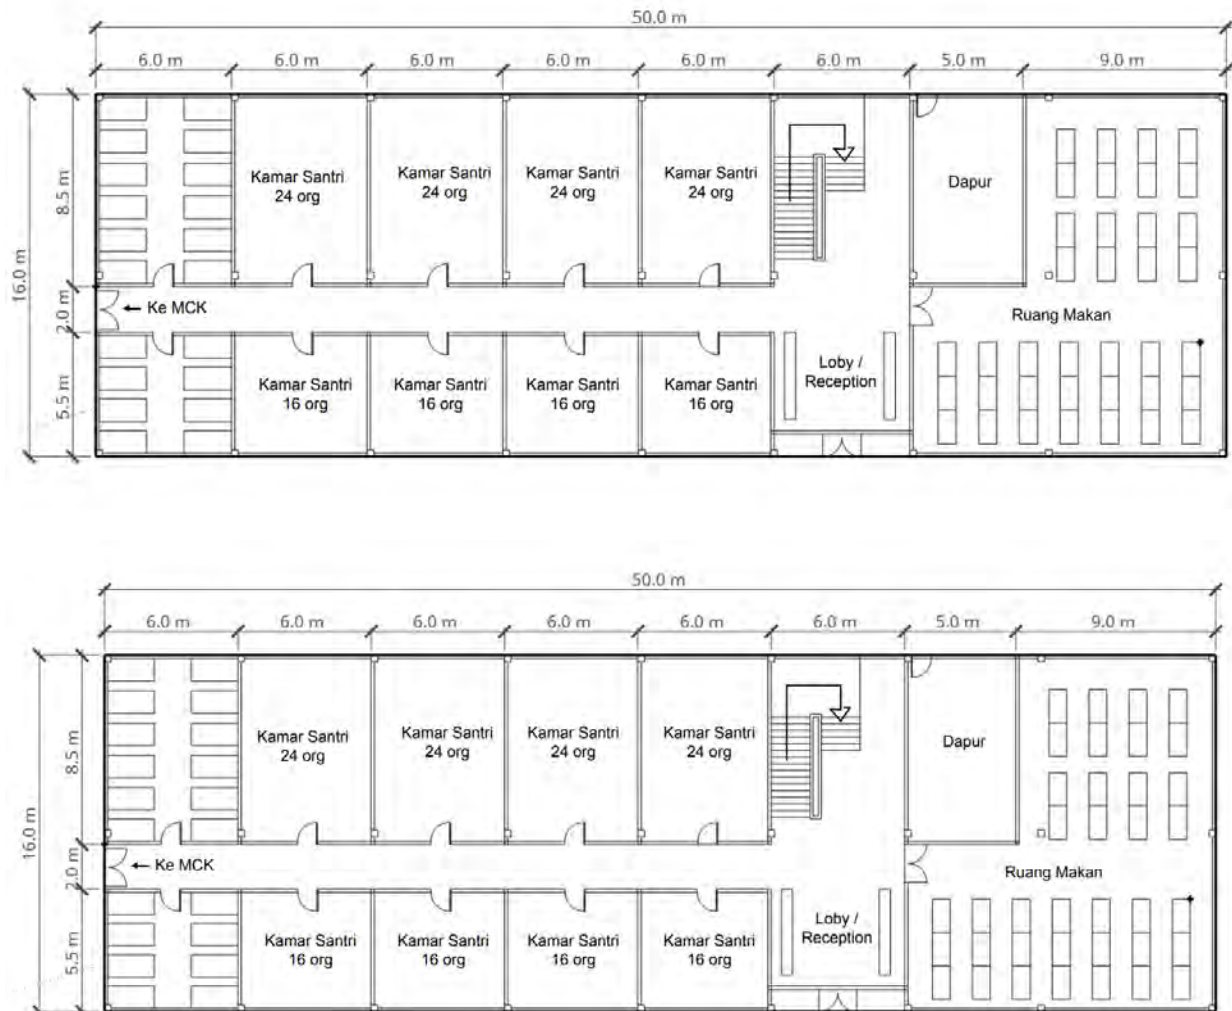 50.0 m
6.0 m 6.0 m 6.0 m 6.0 m 6.0 m 6.0 m 5.0 m 9.0 m
16.0 m
8.5 m
2.0 m
5.5 m
Kamar Santri
24 org
Kamar Santri
24 org
Kamar Santri
24 org
Kamar Santri
24 org
Dapur
Ke MCK
Ruang Makan
Kamar Santri
16 org
Kamar Santri
16 org
Kamar Santri
16 org
Kamar Santri
16 org
Loby /
Reception
50.0 m
6.0 m 6.0 m 6.0 m 6.0 m 6.0 m 6.0 m 5.0 m 9.0 m
16.0 m
8.5 m
2.0 m
5.5 m
Kamar Santri
24 org
Kamar Santri
24 org
Kamar Santri
24 org
Kamar Santri
24 org
Dapur
Ke MCK
Ruang Makan
Kamar Santri
16 org
Kamar Santri
16 org
Kamar Santri
16 org
Kamar Santri
16 org
Loby /
Reception